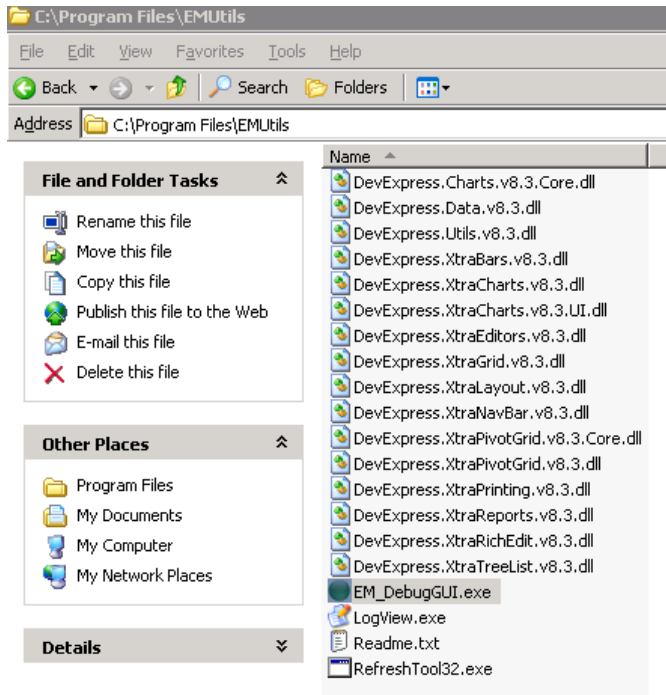 C:\Program Files\EMUtils
File Edit View Favorites Tools Help
Back Search Folders
Address C:\Program Files\EMUtils
File and Folder Tasks
Rename this file
Move this file
Copy this file
Publish this file to the Web
E-mail this file
Delete this file
Other Places
Program Files
My Documents
My Computer
My Network Places
Details
Name
DevExpress.Charts.v8.3.Core.dll
DevExpress.Data.v8.3.dll
DevExpress.Utils.v8.3.dll
DevExpress.XtraBars.v8.3.dll
DevExpress.XtraCharts.v8.3.dll
DevExpress.XtraCharts.v8.3.UI.dll
DevExpress.XtraEditors.v8.3.dll
DevExpress.XtraGrid.v8.3.dll
DevExpress.XtraLayout.v8.3.dll
DevExpress.XtraNavBar.v8.3.dll
DevExpress.XtraPivotGrid.v8.3.Core.dll
DevExpress.XtraPivotGrid.v8.3.dll
DevExpress.XtraPrinting.v8.3.dll
DevExpress.XtraReports.v8.3.dll
DevExpress.XtraRichEdit.v8.3.dll
DevExpress.XtraTreeList.v8.3.dll
EM_DebugGUI.exe
LogView.exe
Readme.txt
RefreshTool32.exe